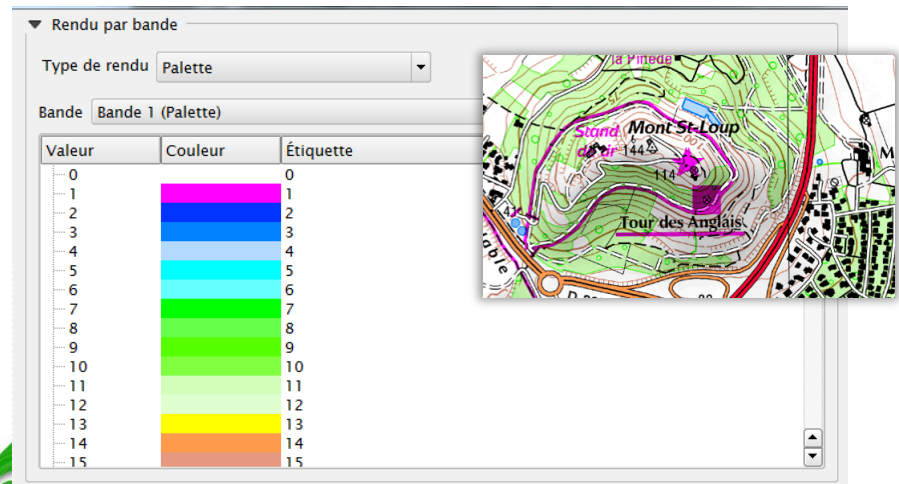 Rendu par bande
Type de rendu Palette
Bande Bande 1 (Palette)
Valeur Couleur Étiquette
0 0
1 1
2 2
3 3
4 4
5 5
6 6
7 7
8 8
9 9
10 10
11 11
12 12
13 13
14 14
15 15
la Pinède
75
Stand Mont St-Loup
de tir 144 100
114
41
Tour des Anglais